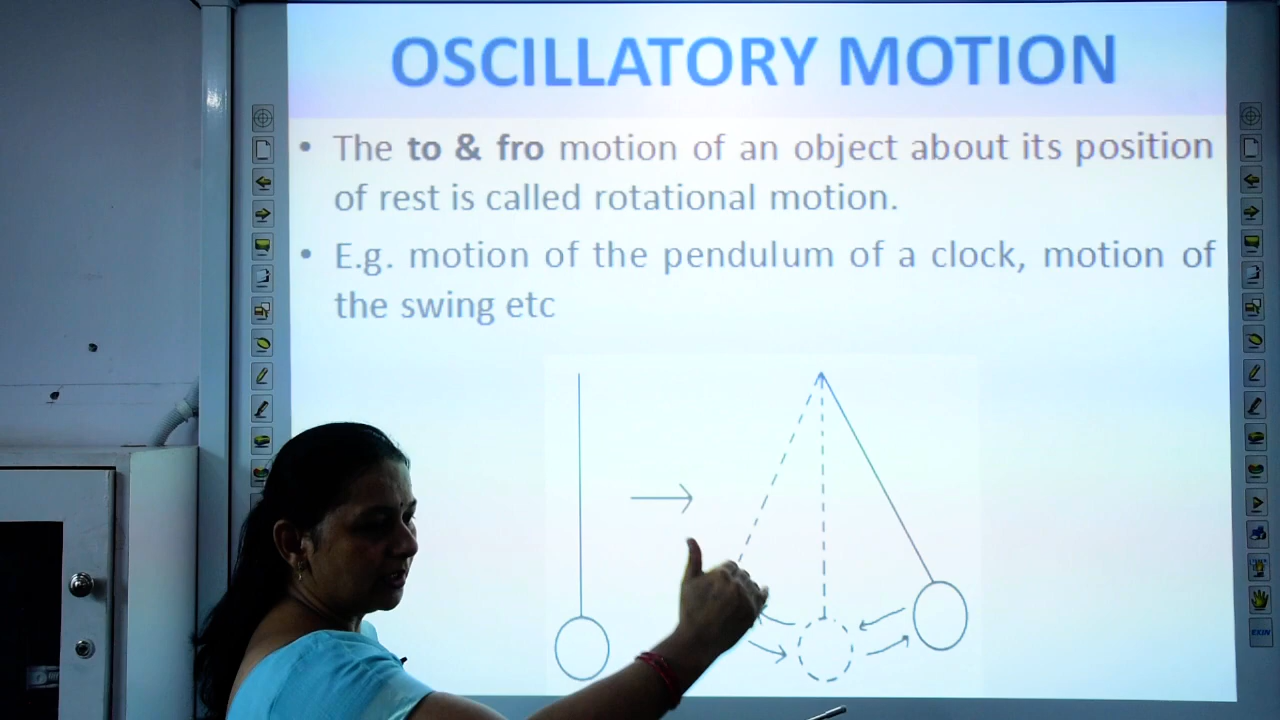 OSCILLATORY MOTION
• The to & fro motion of an object about its position
of rest is called rotational motion.
• E.g. motion of the pendulum of a clock, motion of
the swing etc